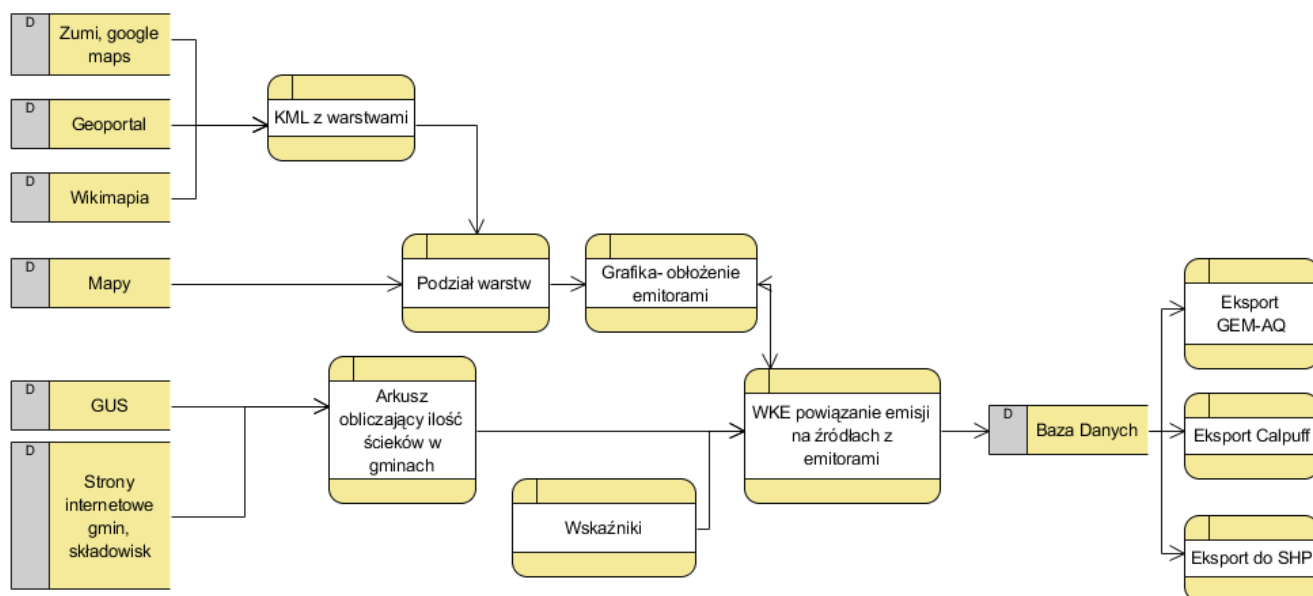 D
Zumi, google
maps
D
Geoportal
D
Wikimapia
KML z warstwami
D
Mapy
Podział warstw
Grafika- obłożenie
emitorami
D
GUS
D
Strony
internetowe
gmin,
składowisk
Arkusz
obliczający ilość
ścieków w
gminach
Wskaźniki
WKE powiązanie emisji
na źródłach z
emitorami
D
Baza Danych
Eksport
GEM-AQ
Eksport Calpuff
Eksport do SHP